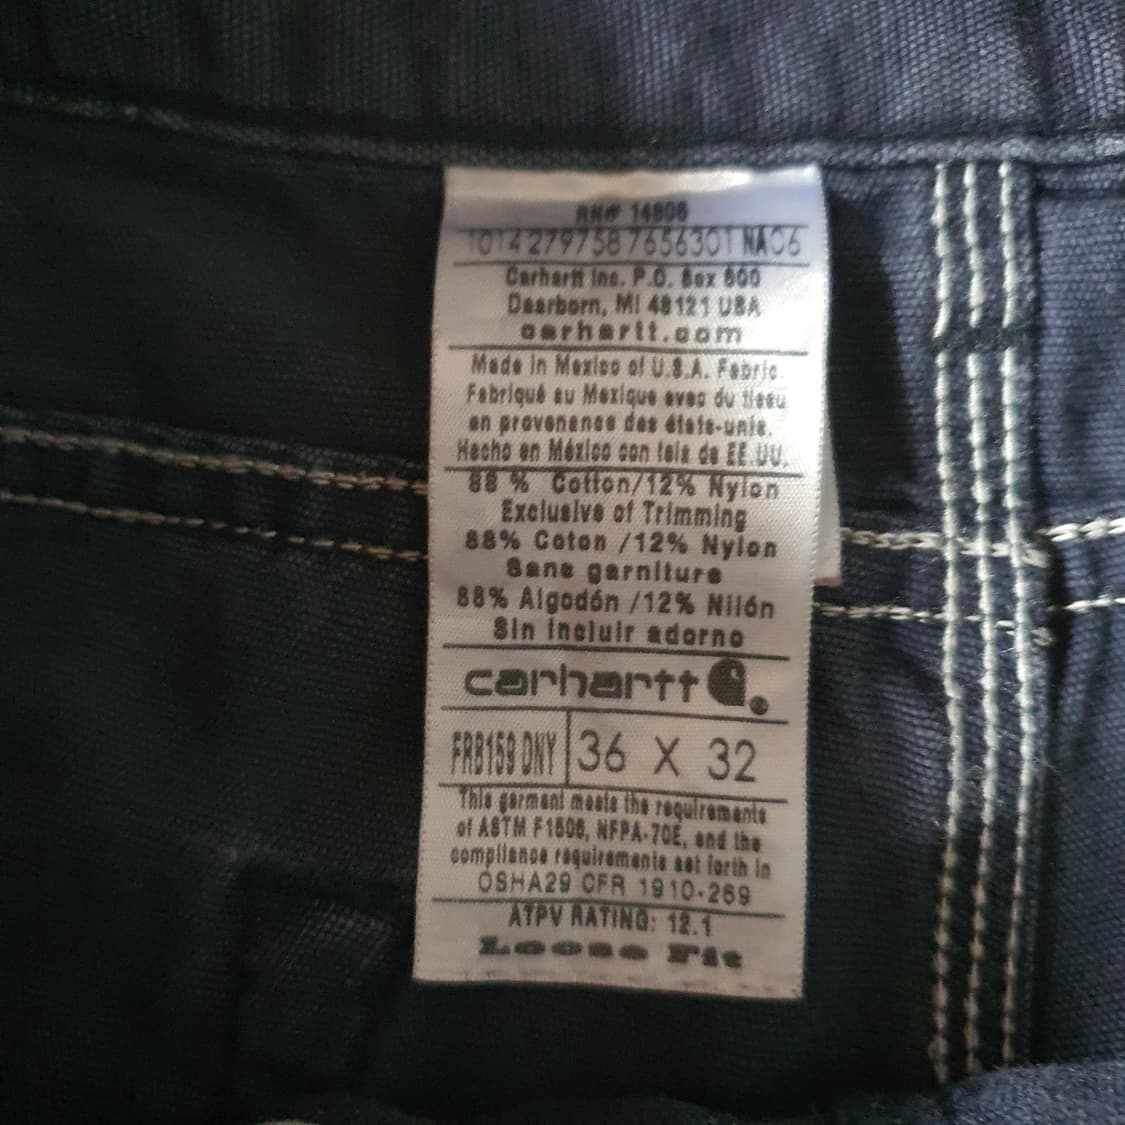 RN# 14806
1014279758 7656301 NA06
Carhartt Inc. P.O. Box 600
Dearborn, MI 48121 USA
carhartt.com
Made in Mexico of U.S.A. Fabric
Fabriqué au Mexique avec du tissu
en provenance des états-unis.
Hecho en México con tela de EE.UU.
88 % Cotton/12% Nylon
Exclusive of Trimming
88% Coton /12% Nylon
Sans garniture
88% Algodón /12% Nilón
Sin incluir adorno
carhartt
FRB159 DNY 36 X 32
This garment meets the requirements
of ASTM F1506, NFPA-70E, and the
compliance requirements set forth in
OSHA29 CFR 1910-269
ATPV RATING: 12.1
Loose Fit